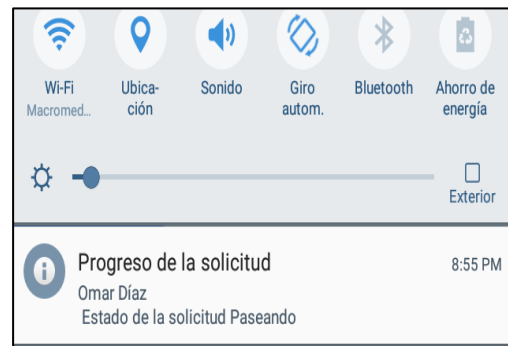 Wi-Fi Ubica- Sonido Giro Bluetooth Ahorro de
Macromed... ción autom. energía
Exterior
Progreso de la solicitud 8:55 PM
Omar Díaz
Estado de la solicitud Paseando